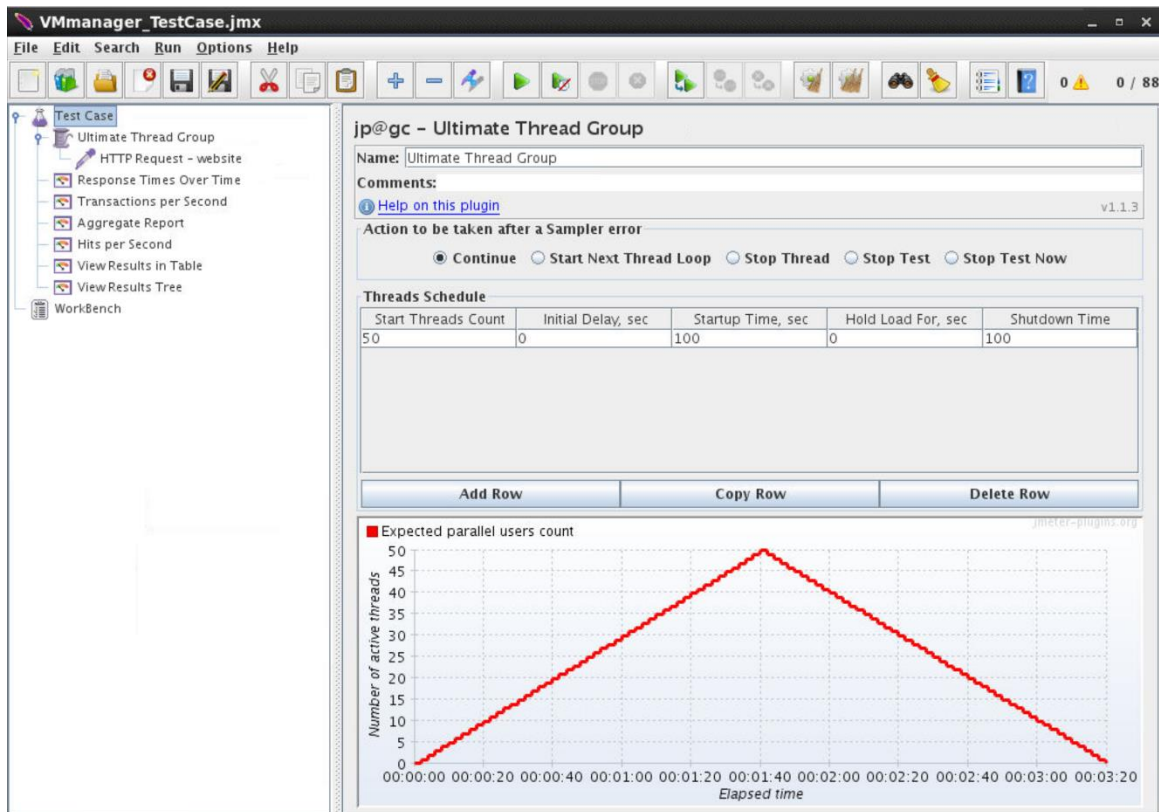 VMmanager_TestCase.jmx
File Edit Search Run Options Help
0 0 / 88
Test Case
Ultimate Thread Group
HTTP Request – website
Response Times Over Time
Transactions per Second
Aggregate Report
Hits per Second
View Results in Table
View Results Tree
WorkBench
jp@gc – Ultimate Thread Group
Name: Ultimate Thread Group
Comments:
Help on this plugin v1.1.3
Action to be taken after a Sampler error
Continue Start Next Thread Loop Stop Thread Stop Test Stop Test Now
Threads Schedule
Start Threads Count Initial Delay, sec Startup Time, sec Hold Load For, sec Shutdown Time
50 0 100 0 100
Add Row Copy Row Delete Row
jmeter-plugins.org
Expected parallel users count
50
45
40
35
30
25
20
15
10
5
0
Number of active threads
00:00:00 00:00:20 00:00:40 00:01:00 00:01:20 00:01:40 00:02:00 00:02:20 00:02:40 00:03:00 00:03:20
Elapsed time